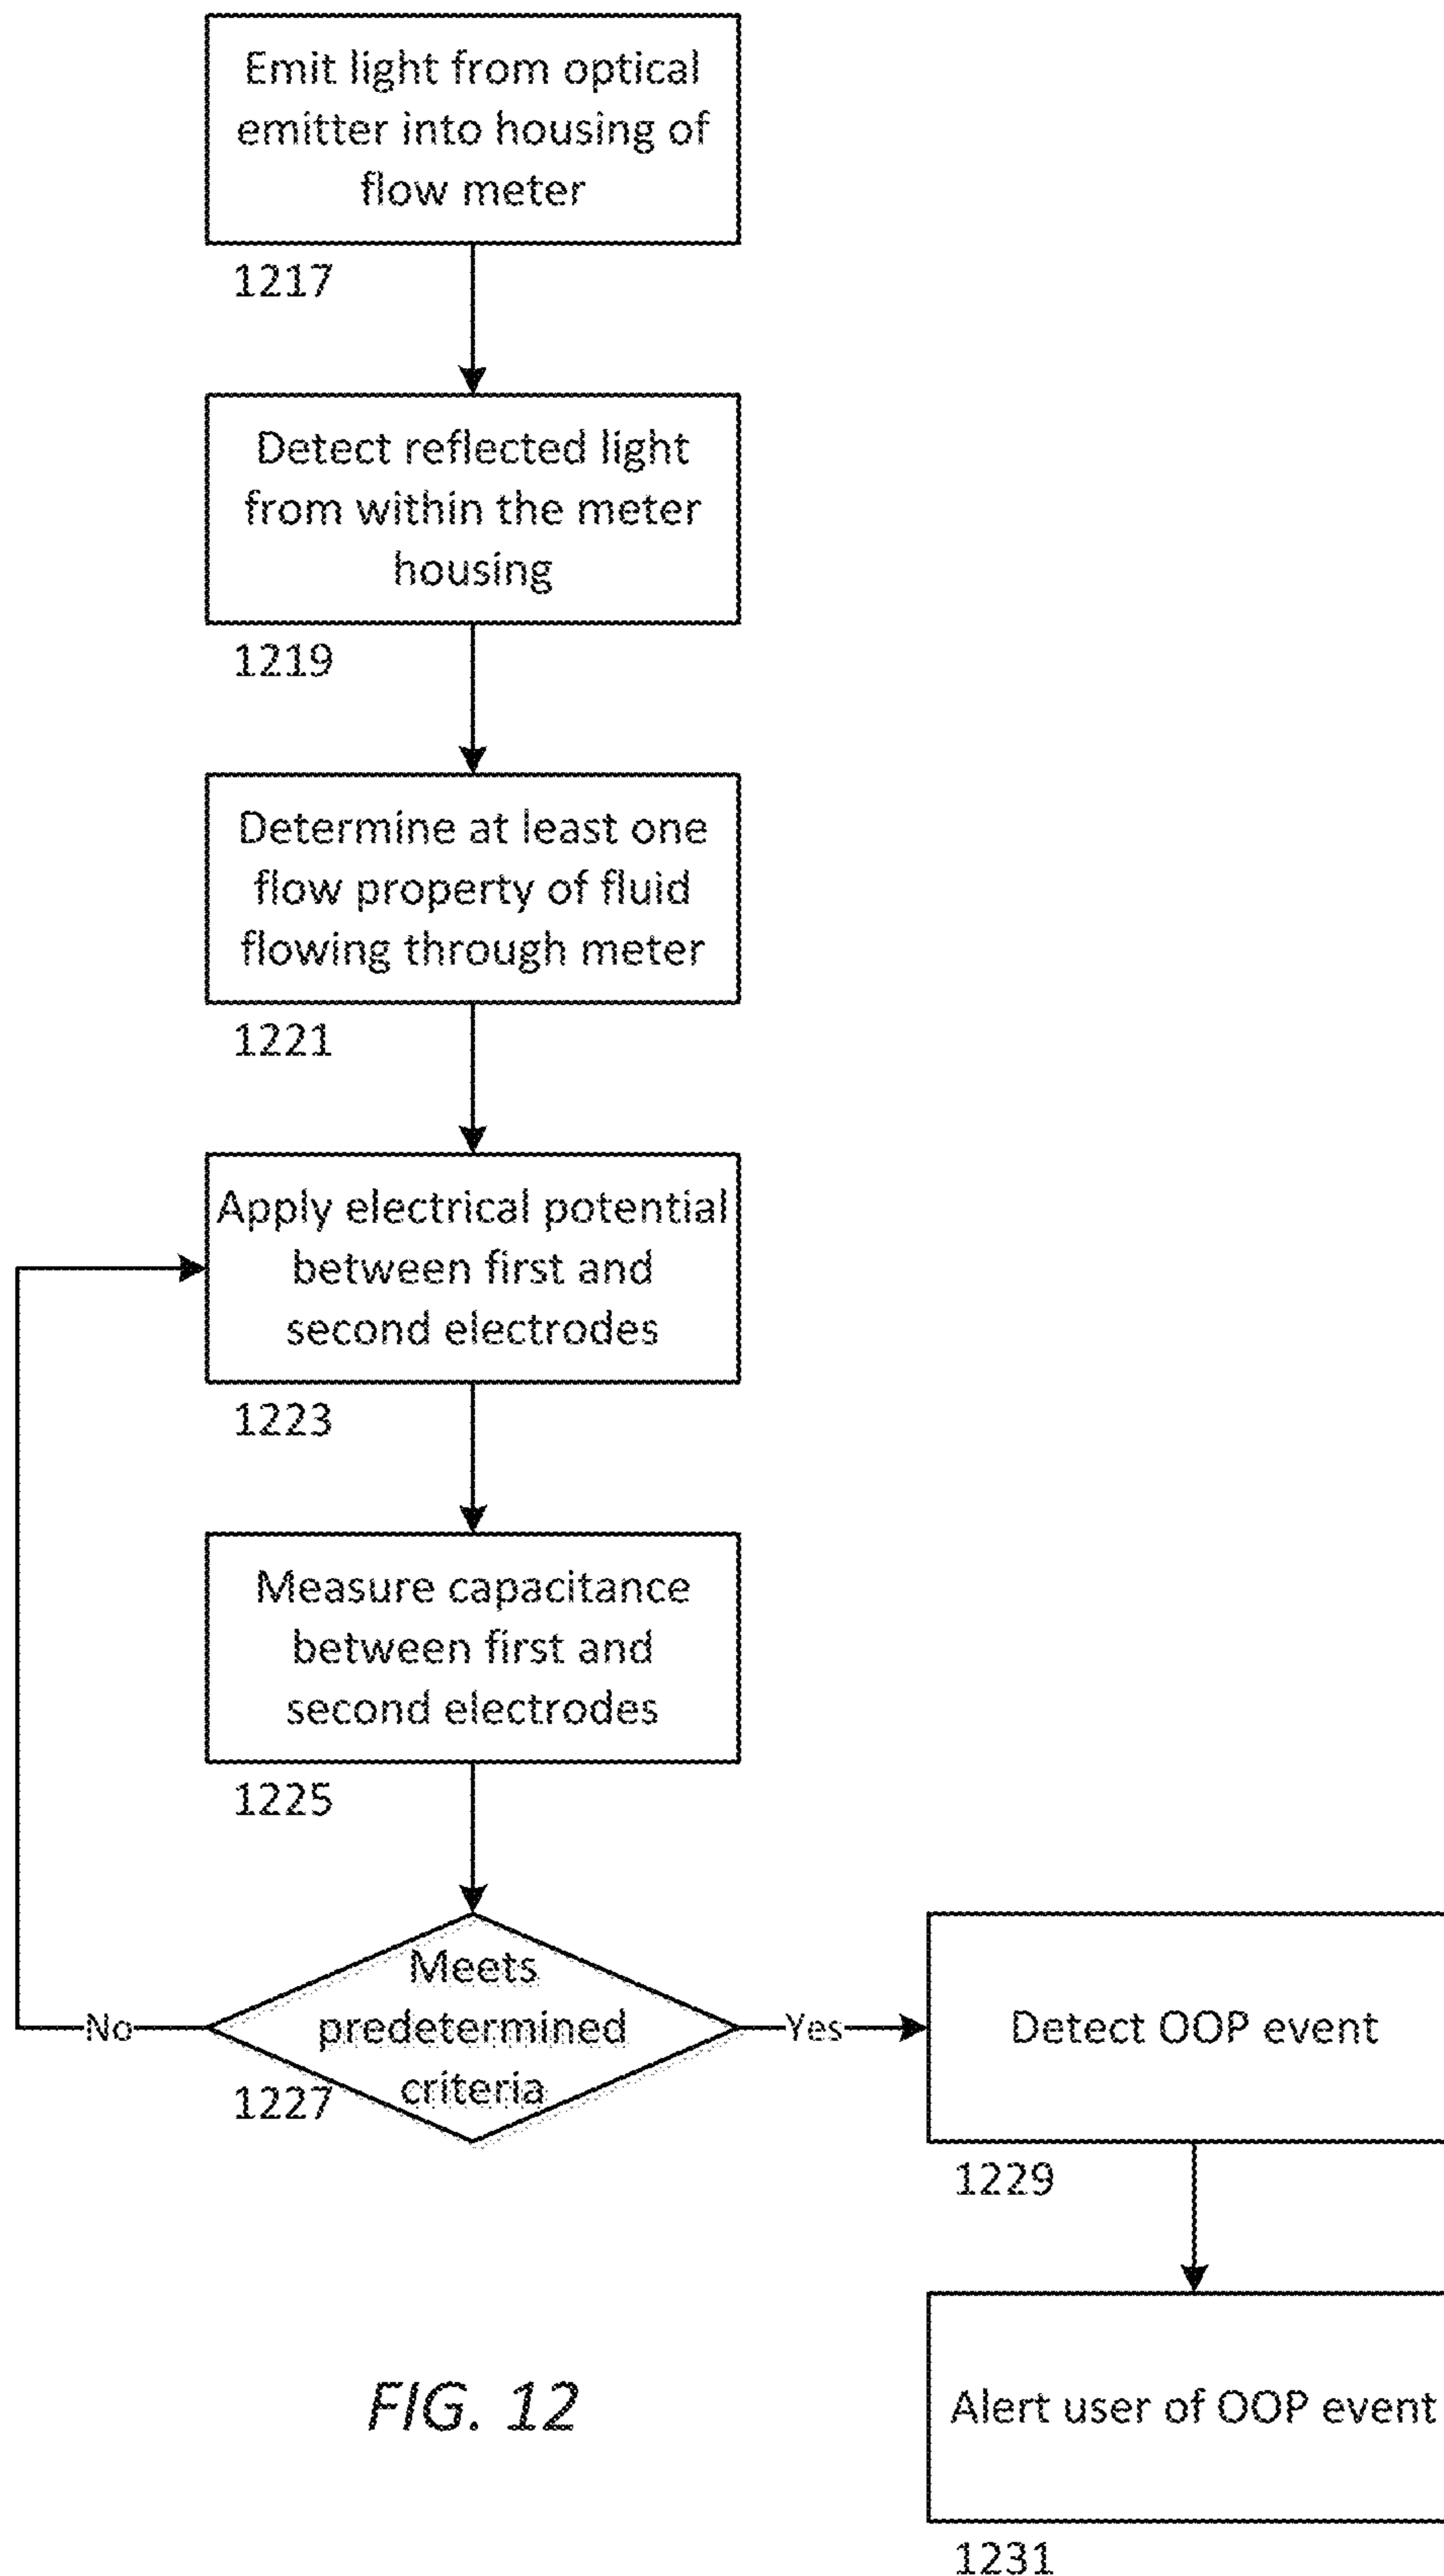 Emit light from optical
emitter into housing of
flow meter
1217
Detect reflected light
from within the meter
housing
1219
Determine at least one
flow property of fluid
flowing through meter
1221
Apply electrical potential
between first and
second electrodes
1223
Measure capacitance
between first and
second electrodes
1225
Meets
predetermined
criteria
1227
No
Yes
Detect OOP event
1229
Alert user of OOP event
1231
FIG. 12